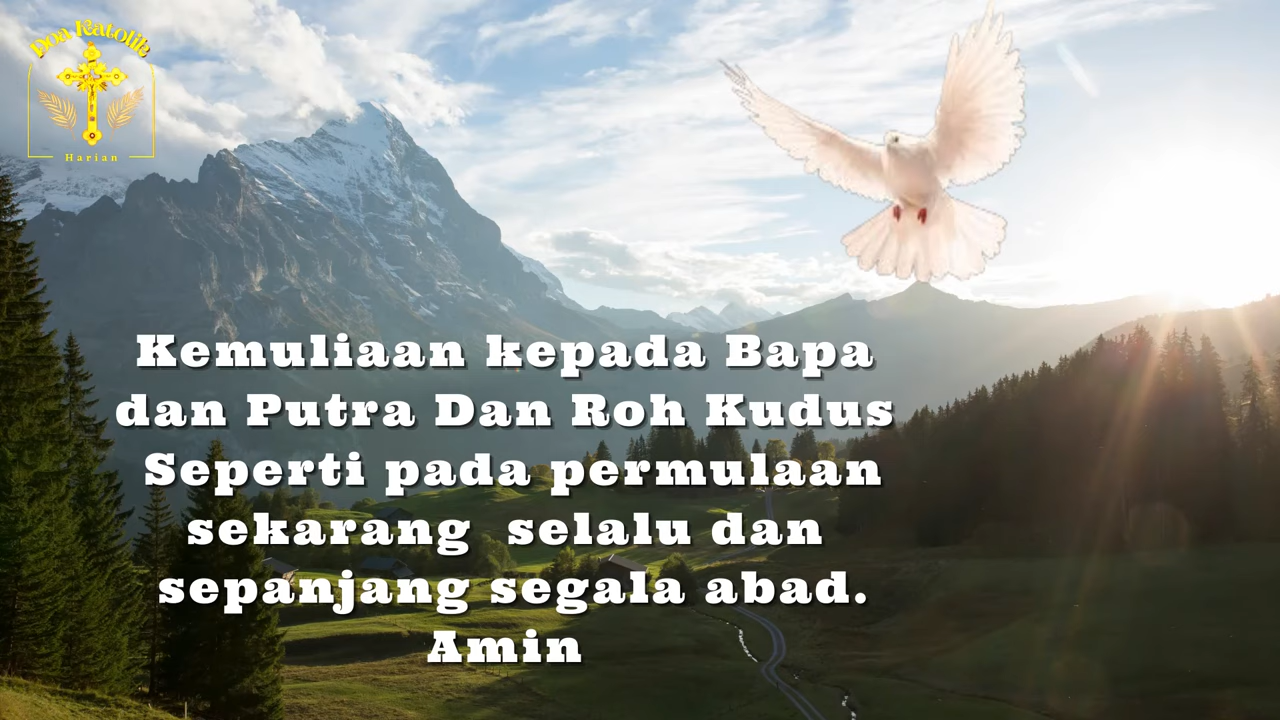 Doa Katolik
Harian
Kemuliaan kepada Bapa
dan Putra Dan Roh Kudus
Seperti pada permulaan
sekarang selalu dan
sepanjang segala abad.
Amin